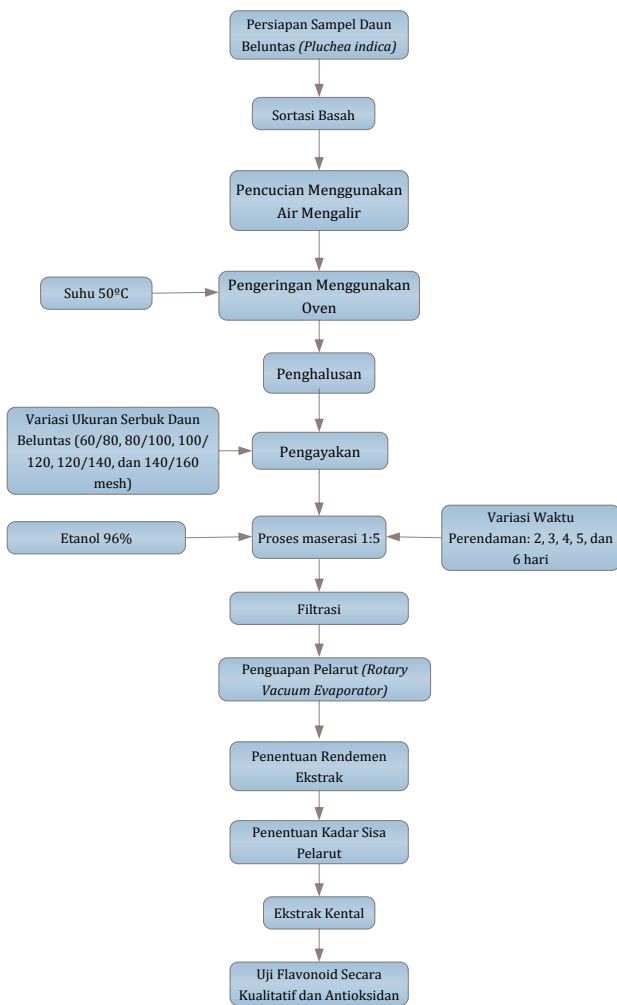 Persiapan Sampel Daun
Beluntas (Pluchea indica)
Sortasi Basah
Pencucian Menggunakan
Air Mengalir
Suhu 50ºC
Pengeringan Menggunakan
Oven
Penghalusan
Variasi Ukuran Serbuk Daun
Beluntas (60/80, 80/100, 100/
120, 120/140, dan 140/160
mesh)
Pengayakan
Etanol 96%
Proses maserasi 1:5
Variasi Waktu
Perendaman: 2, 3, 4, 5, dan
6 hari
Filtrasi
Penguapan Pelarut (Rotary
Vacuum Evaporator)
Penentuan Rendemen
Ekstrak
Penentuan Kadar Sisa
Pelarut
Ekstrak Kental
Uji Flavonoid Secara
Kualitatif dan Antioksidan